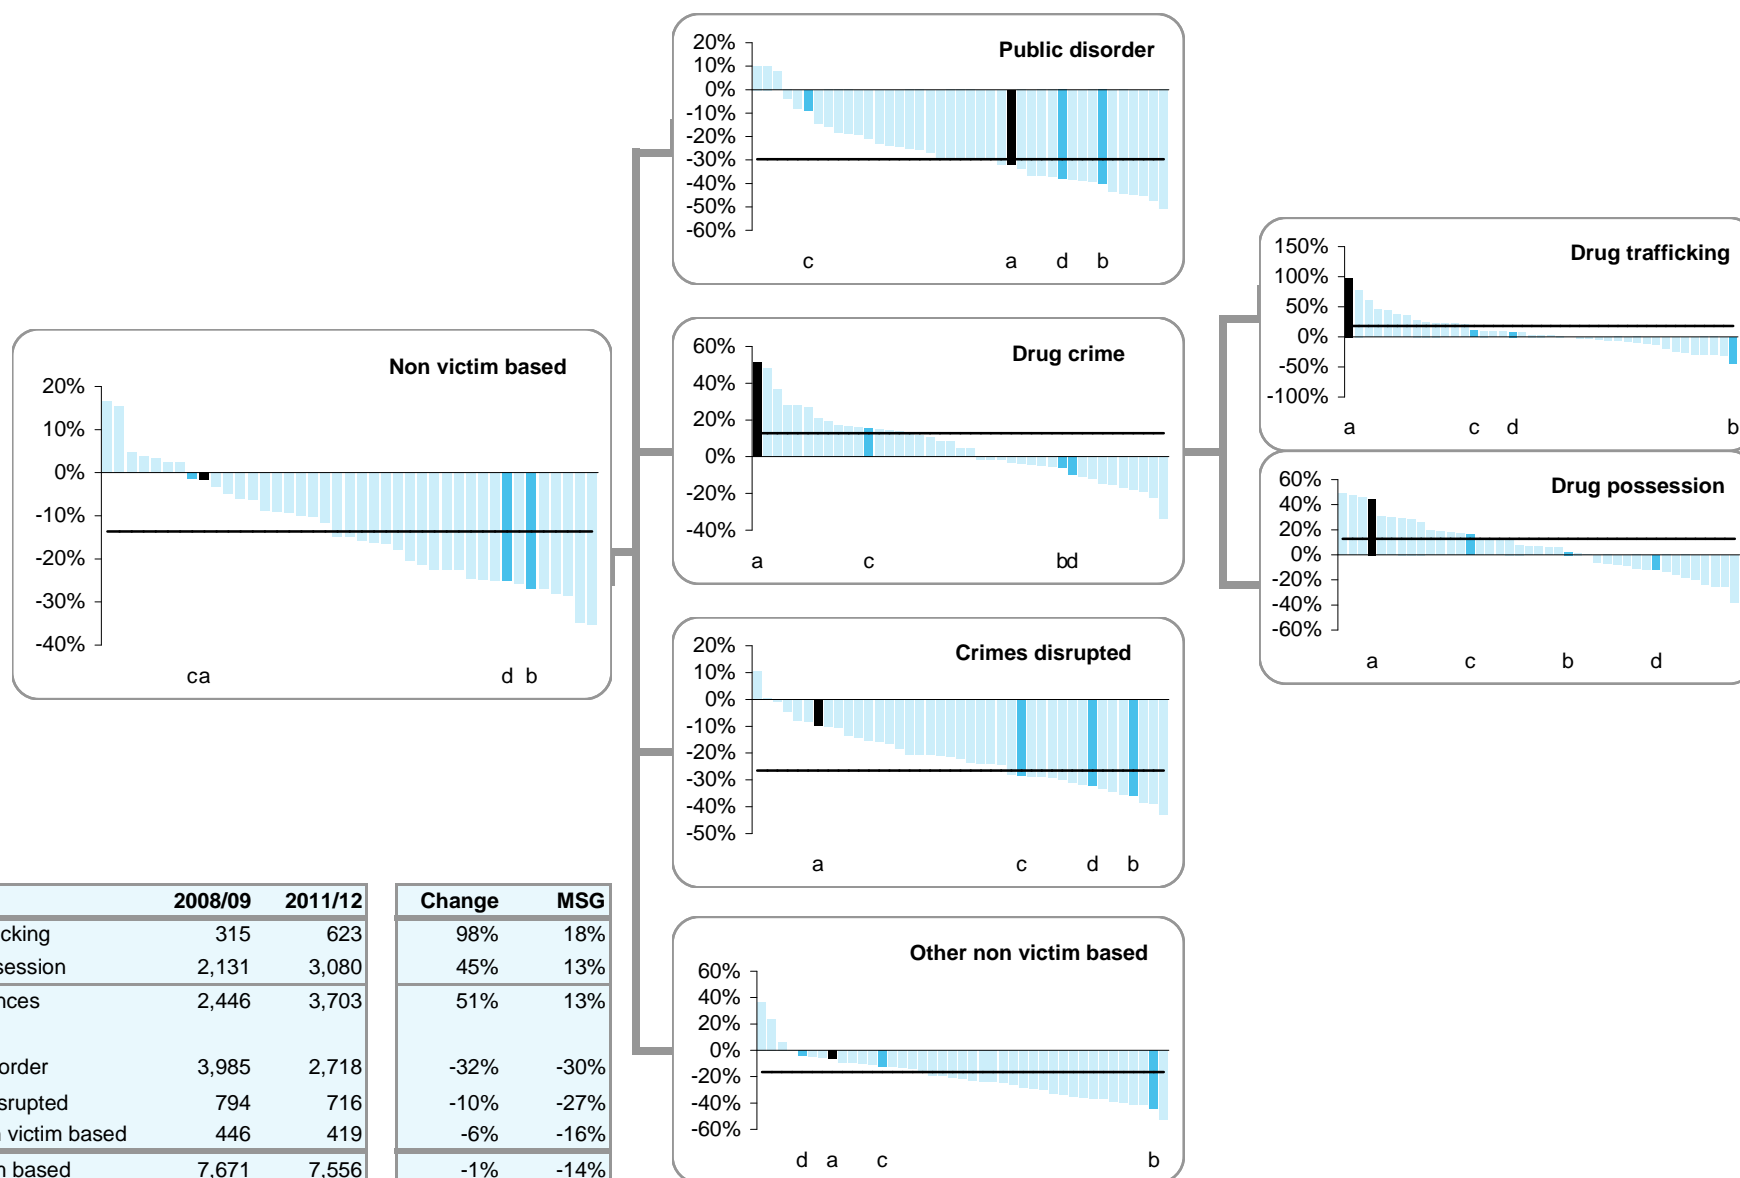 Public disorder
20%
10%
0%
-10%
-20%
-30%
-40%
-50%
-60%
c a d b
Drug trafficking
150%
100%
50%
0%
-50%
-100%
a c d b
Non victim based
20%
10%
0%
-10%
-20%
-30%
-40%
ca d b
Drug crime
60%
40%
20%
0%
-20%
-40%
a c bd
Drug possession
60%
40%
20%
0%
-20%
-40%
-60%
a c b d
Crimes disrupted
20%
10%
0%
-10%
-20%
-30%
-40%
-50%
a c d b
Other non victim based
60%
40%
20%
0%
-20%
-40%
-60%
d a c b
2008/09 2011/12 Change MSG
cking 315 623 98% 18%
session 2,131 3,080 45% 13%
nces 2,446 3,703 51% 13%
order 3,985 2,718 -32% -30%
srupted 794 716 -10% -27%
victim based 446 419 -6% -16%
based 7,671 7,556 -1% -14%